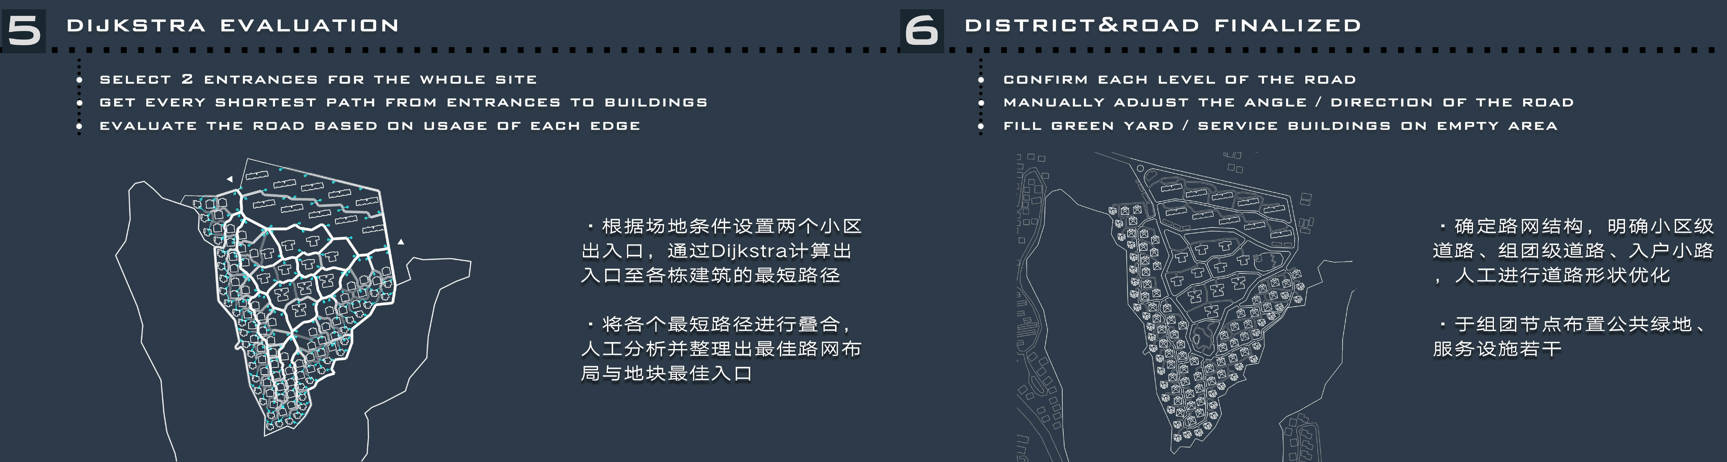 5 DIJKSTRA EVALUATION
SELECT 2 ENTRANCES FOR THE WHOLE SITE
GET EVERY SHORTEST PATH FROM ENTRANCES TO BUILDINGS
EVALUATE THE ROAD BASED ON USAGE OF EACH EDGE
·根据场地条件设置两个小区
出入口，通过Dijkstra计算出
入口至各栋建筑的最短路径
·将各个最短路径进行叠合，
人工分析并整理出最佳路网布
局与地块最佳入口
6 DISTRICT&ROAD FINALIZED
CONFIRM EACH LEVEL OF THE ROAD
MANUALLY ADJUST THE ANGLE / DIRECTION OF THE ROAD
FILL GREEN YARD / SERVICE BUILDINGS ON EMPTY AREA
·确定路网结构，明确小区级
道路、组团级道路、入户小路
，人工进行道路形状优化
·于组团节点布置公共绿地、
服务设施若干